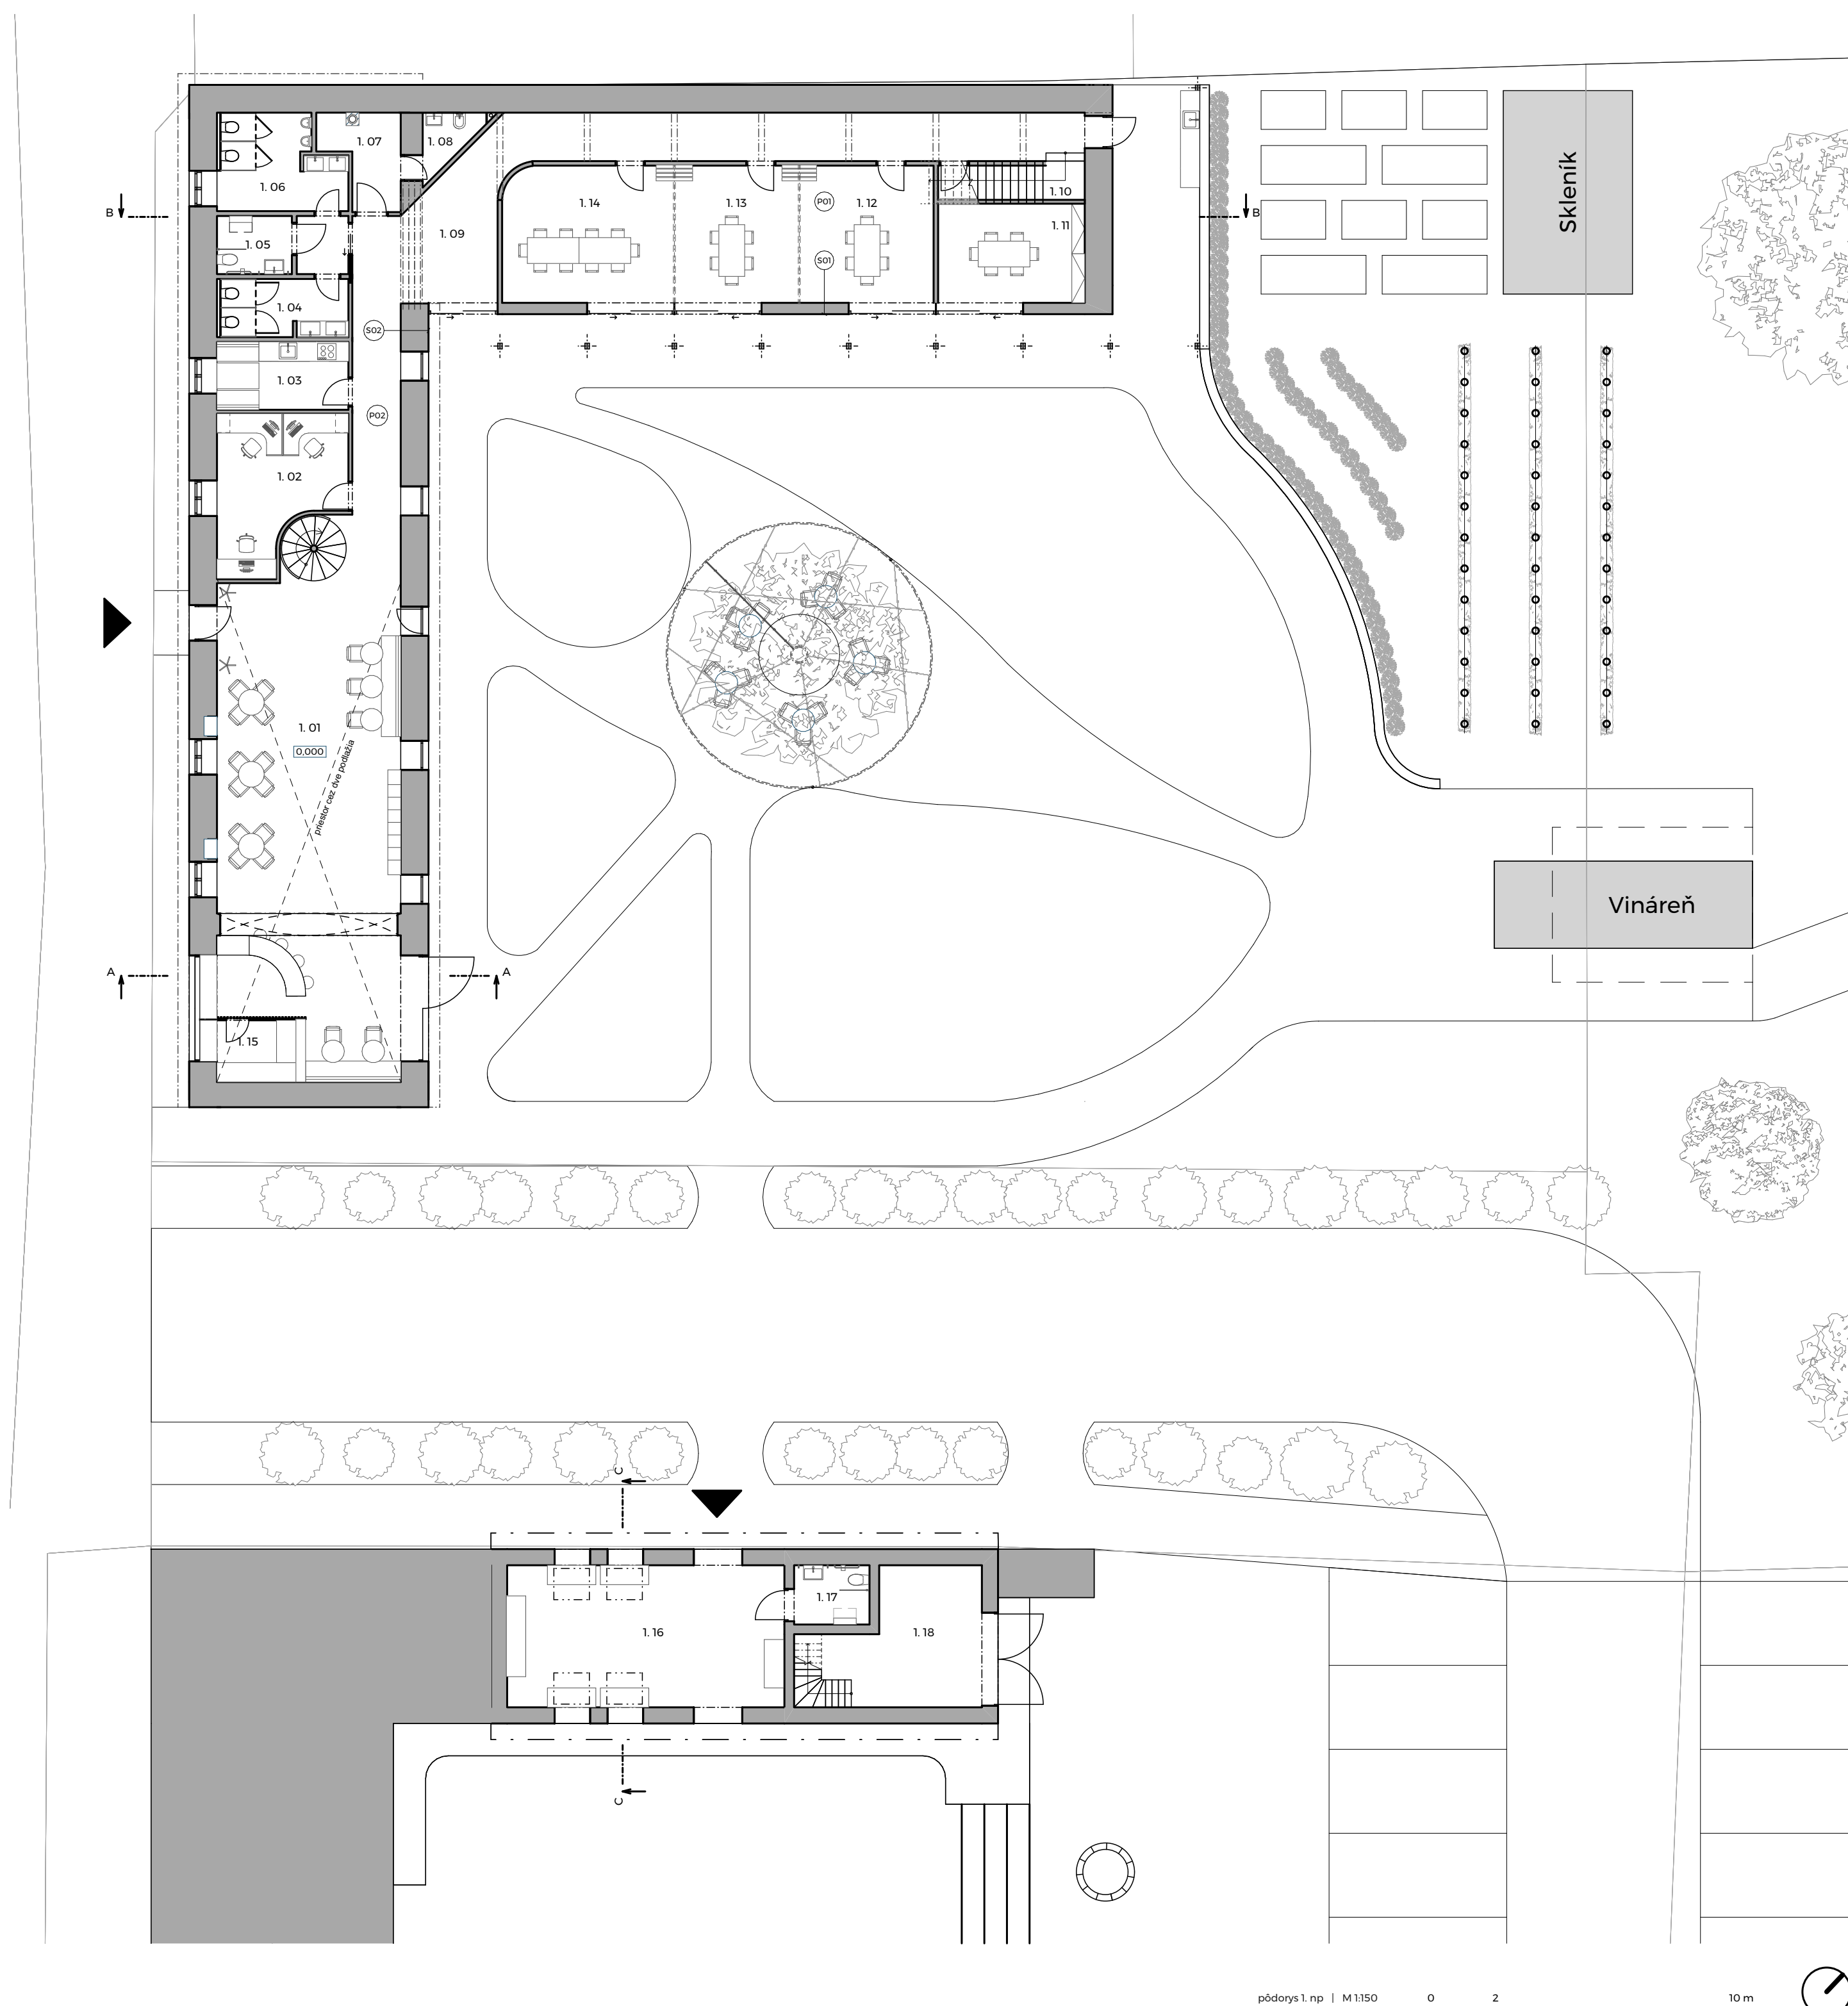 1. 07
1. 08
1. 06
B
B
1. 10
1. 14
1. 13
P01
1. 12
1. 11
1. 09
1. 05
S01
1. 04
S02
1. 03
P02
1. 02
1. 01
0,000
priestor cez dve podlažia
A
A
1. 15
Skleník
Vináreň
C
1. 17
1. 16
1. 18
C
pôdorys 1. np | M 1:150
0
2
10 m